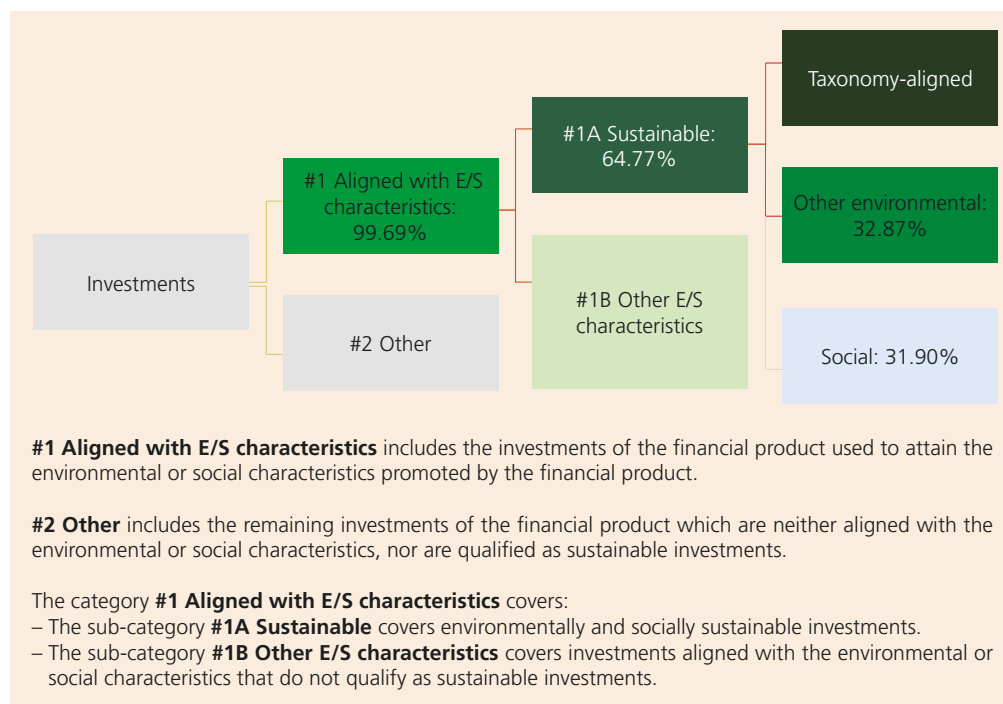 Investments
#1 Aligned with E/S
characteristics:
99.69%
#2 Other
#1A Sustainable:
64.77%
#1B Other E/S
characteristics
Taxonomy-aligned
Other environmental:
32.87%
Social: 31.90%
#1 Aligned with E/S characteristics includes the investments of the financial product used to attain the
environmental or social characteristics promoted by the financial product.
#2 Other includes the remaining investments of the financial product which are neither aligned with the
environmental or social characteristics, nor are qualified as sustainable investments.
The category #1 Aligned with E/S characteristics covers:
– The sub-category #1A Sustainable covers environmentally and socially sustainable investments.
– The sub-category #1B Other E/S characteristics covers investments aligned with the environmental or
social characteristics that do not qualify as sustainable investments.